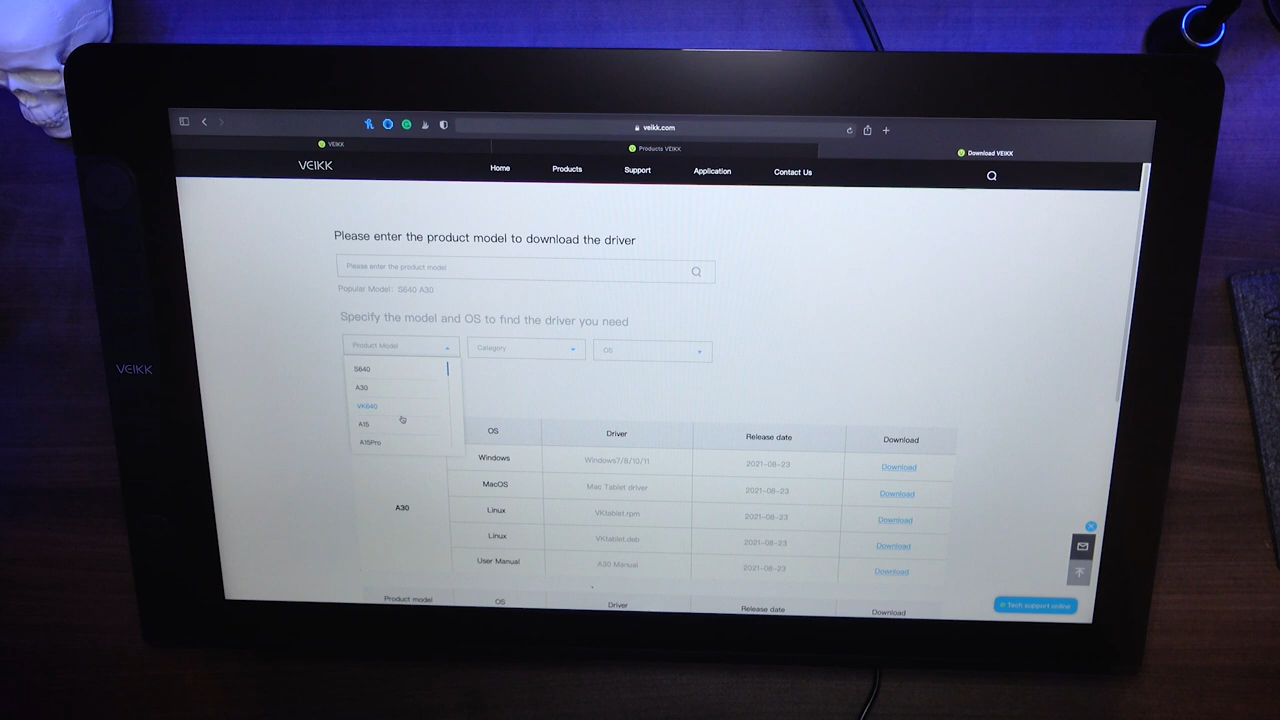 veikk.com
VEIKK
Products VEIKK
Download VEIKK
VEIKK
Home
Products
Support
Application
Contact Us
Please enter the product model to download the driver
Please enter the product model
Popular Model: S640 A30
Specify the model and OS to find the driver you need
Product Model
Category
OS
S640
A30
VK640
A15
A15Pro
VEIKK
OS
Driver
Release date
Download
Windows
Windows7/8/10/11
2021-08-23
Download
MacOS
Mac Tablet driver
2021-08-23
Download
A30
Linux
VKtablet.rpm
2021-08-23
Download
Linux
VKtablet.deb
2021-08-23
Download
User Manual
A30 Manual
2021-08-23
Download
Product model
OS
Driver
Release date
Download
Tech support online